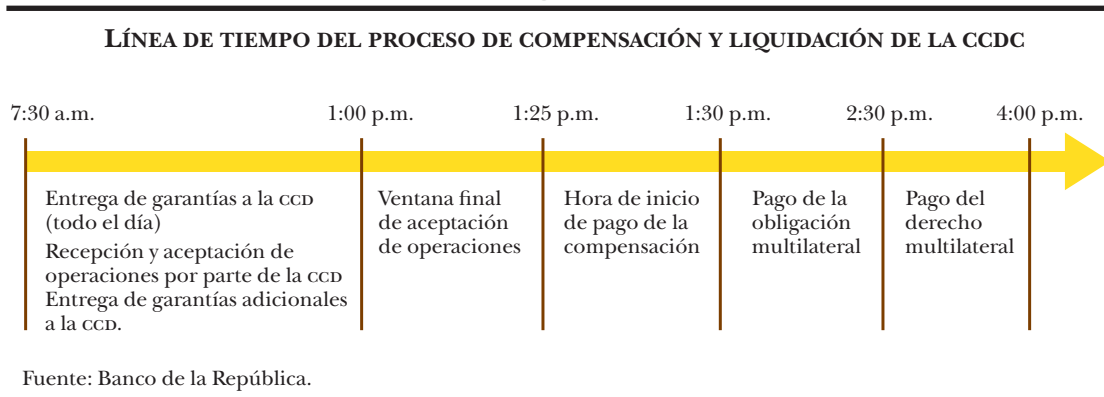 LÍNEA DE TIEMPO DEL PROCESO DE COMPENSACIÓN Y LIQUIDACIÓN DE LA CCDC
7:30 a.m.
1:00 p.m.
1:25 p.m.
1:30 p.m.
2:30 p.m.
4:00 p.m.
Entrega de garantías a la CCD
(todo el día)
Recepción y aceptación de
operaciones por parte de la CCD
Entrega de garantías adicionales
a la CCD.
Ventana final
de aceptación
de operaciones
Hora de inicio
de pago de la
compensación
Pago de la
obligación
multilateral
Pago del
derecho
multilateral
Fuente: Banco de la República.